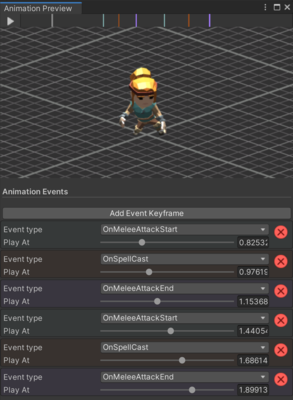 Animation Preview
Animation Events
Add Event Keyframe
Event type OnMeleeAttackStart
Play At 0.82532
Event type OnSpellCast
Play At 0.97619
Event type OnMeleeAttackEnd
Play At 1.15368
Event type OnMeleeAttackStart
Play At 1.44054
Event type OnSpellCast
Play At 1.68614
Event type OnMeleeAttackEnd
Play At 1.89913